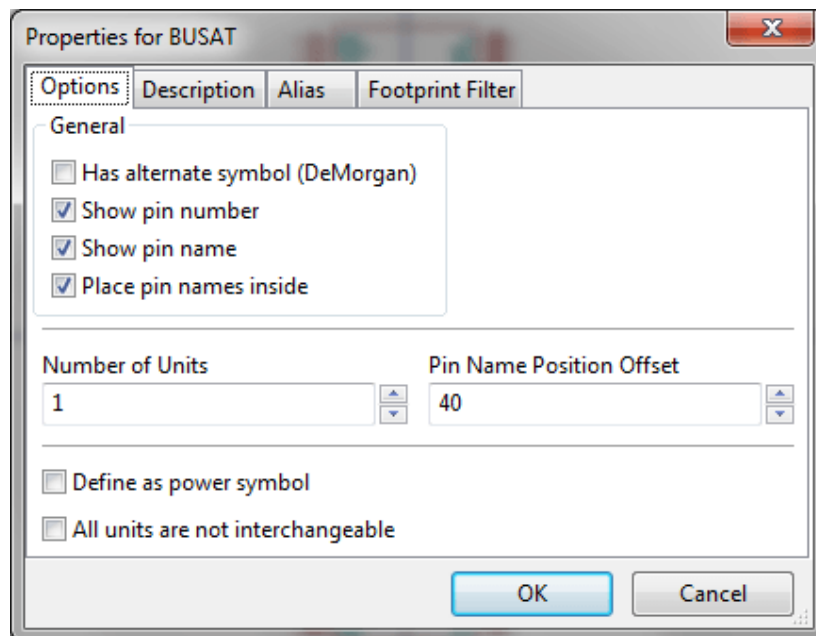 Properties for BUSAT
Options Description Alias Footprint Filter
General
Has alternate symbol (DeMorgan)
Show pin number
Show pin name
Place pin names inside
Number of Units Pin Name Position Offset
1 40
Define as power symbol
All units are not interchangeable
OK Cancel